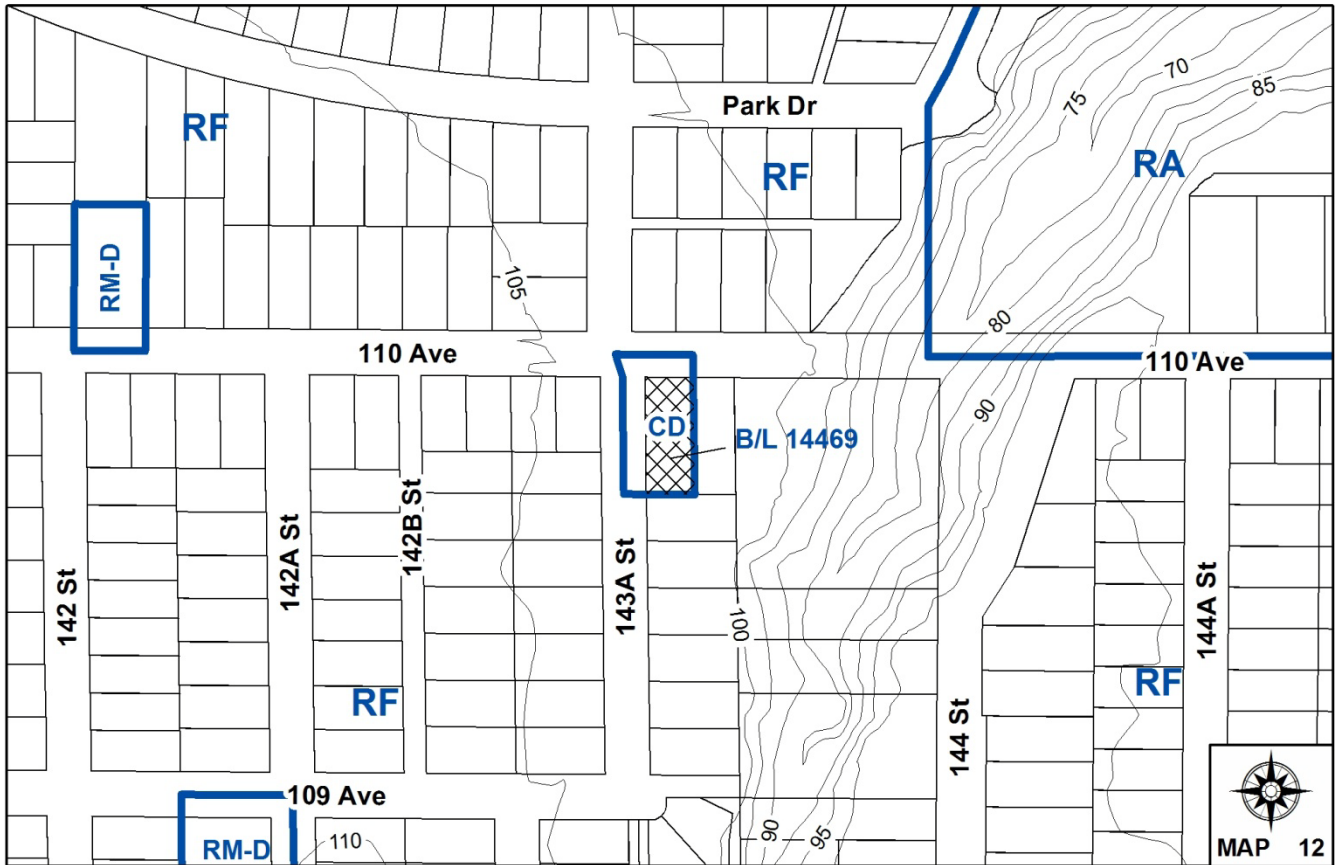 70
Park Dr
75
85
RF
RF
RA
RM-D
105
80
110 Ave
110 Ave
90
CD
B/L 14469
142B St
142A St
143A St
142 St
100
144A St
RF
RF
144 St
109 Ave
90
95
110
RM-D
MAP 12